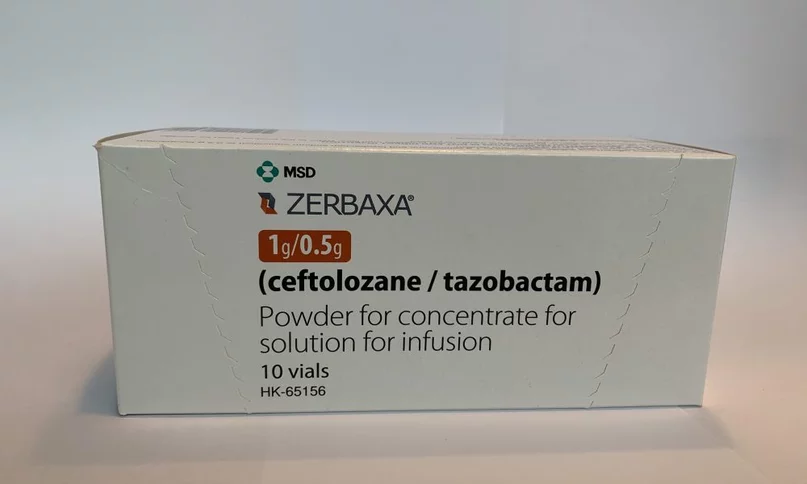 MSD
ZERBAXA®
1g/0.5g
(ceftolozane / tazobactam)
Powder for concentrate for
solution for infusion
10 vials
HK-65156